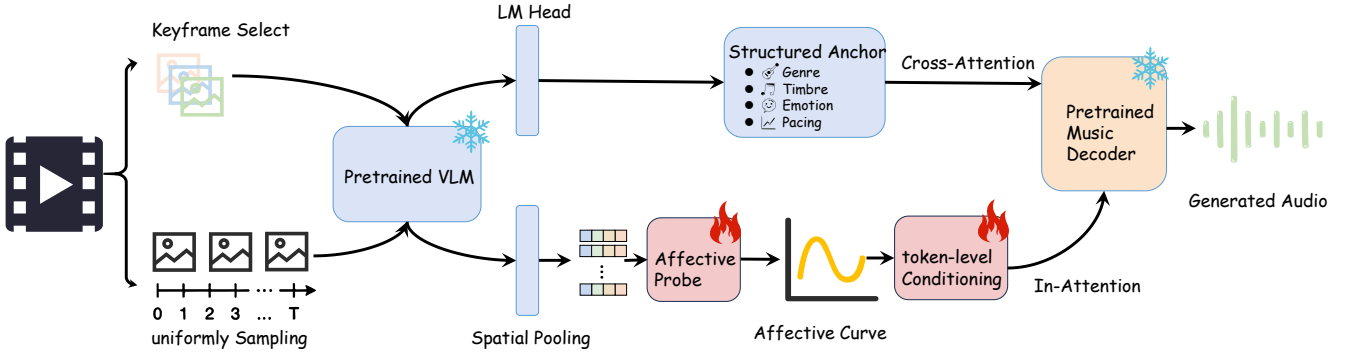 LM Head
Keyframe Select
Structured Anchor
Genre
Timbre
Emotion
Pacing
Cross-Attention
Pretrained
Music
Decoder
Pretrained VLM
Generated Audio
Affective
Probe
token-level
Conditioning
In-Attention
0 1 2 3 ... T
uniformly Sampling
Spatial Pooling
Affective Curve